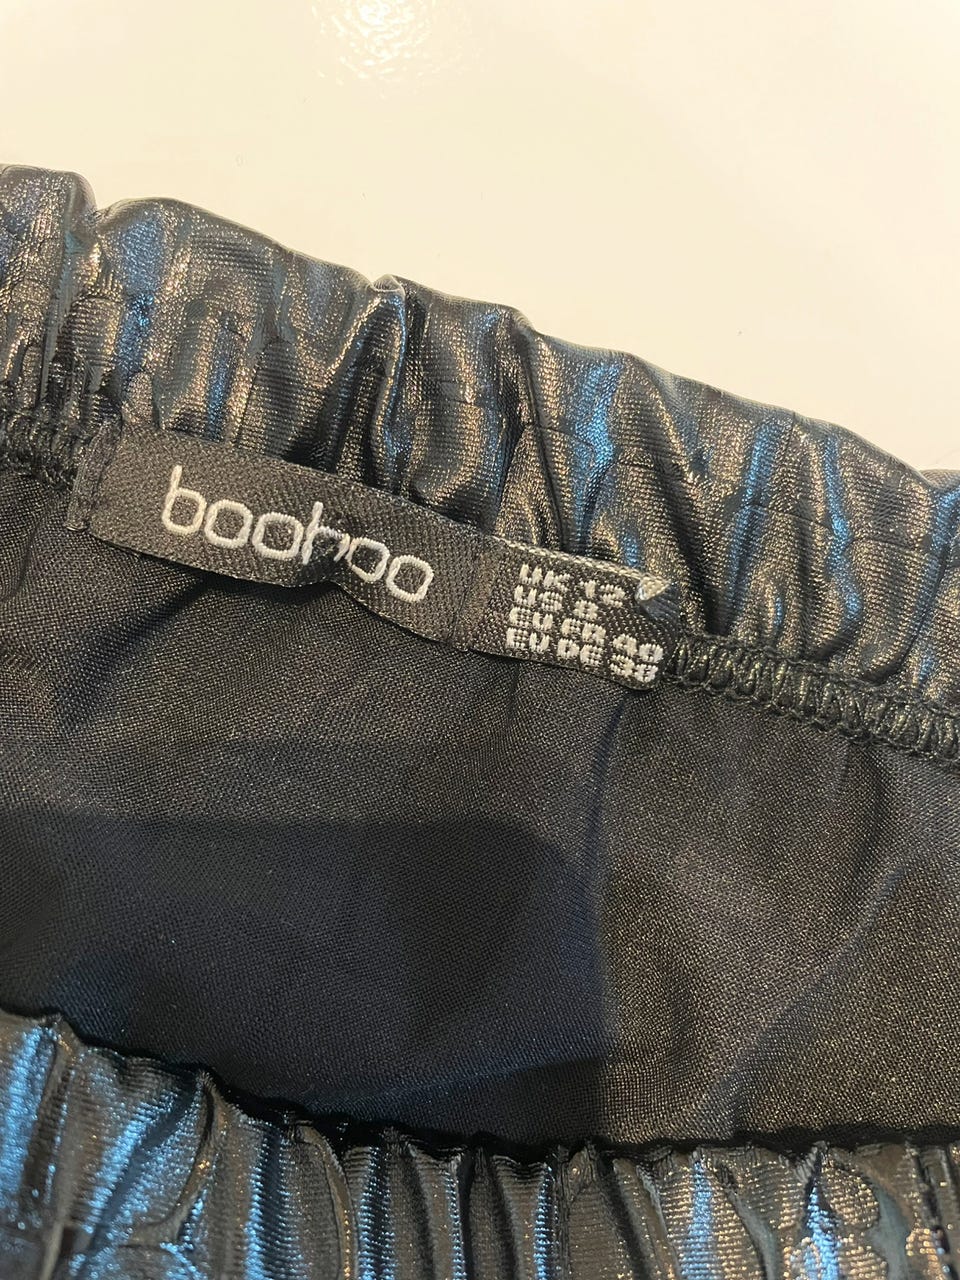 boohoo
UK 12
US 8
EU FR 40
EU DE 38